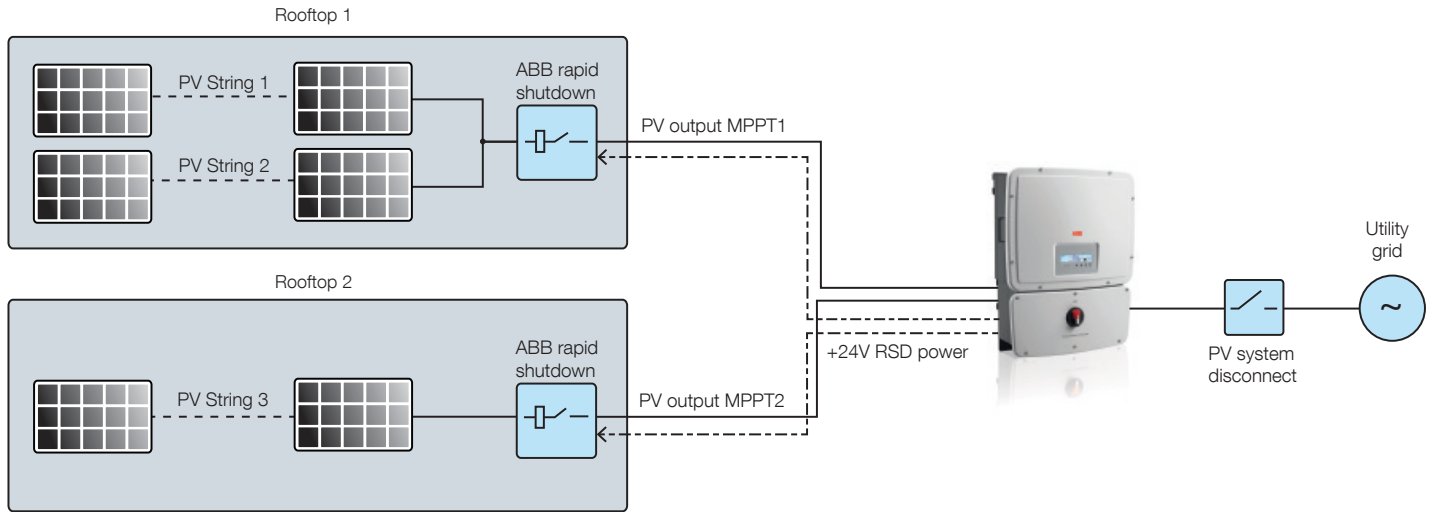 Rooftop 1
PV String 1
ABB rapid
shutdown
PV output MPPT1
PV String 2
Rooftop 2
ABB rapid
shutdown
PV String 3
PV output MPPT2
+24V RSD power
Utility
grid
~
PV system
disconnect